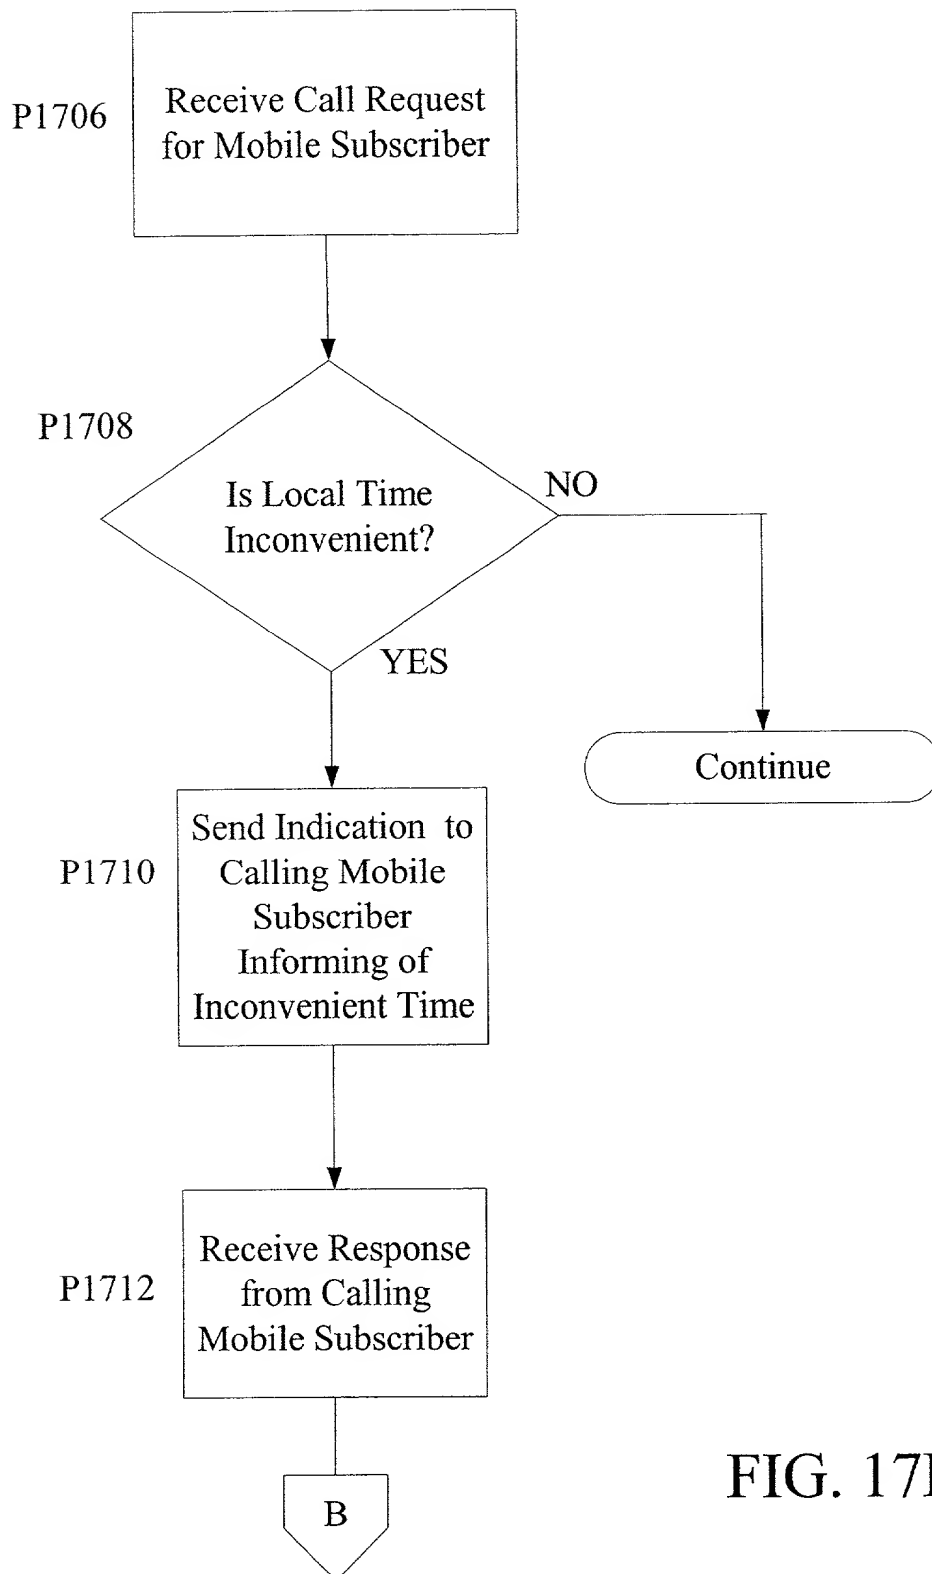 P1706
Receive Call Request
for Mobile Subscriber
P1708
Is Local Time
Inconvenient?
NO
YES
Continue
P1710
Send Indication to
Calling Mobile
Subscriber
Informing of
Inconvenient Time
P1712
Receive Response
from Calling
Mobile Subscriber
B
FIG.